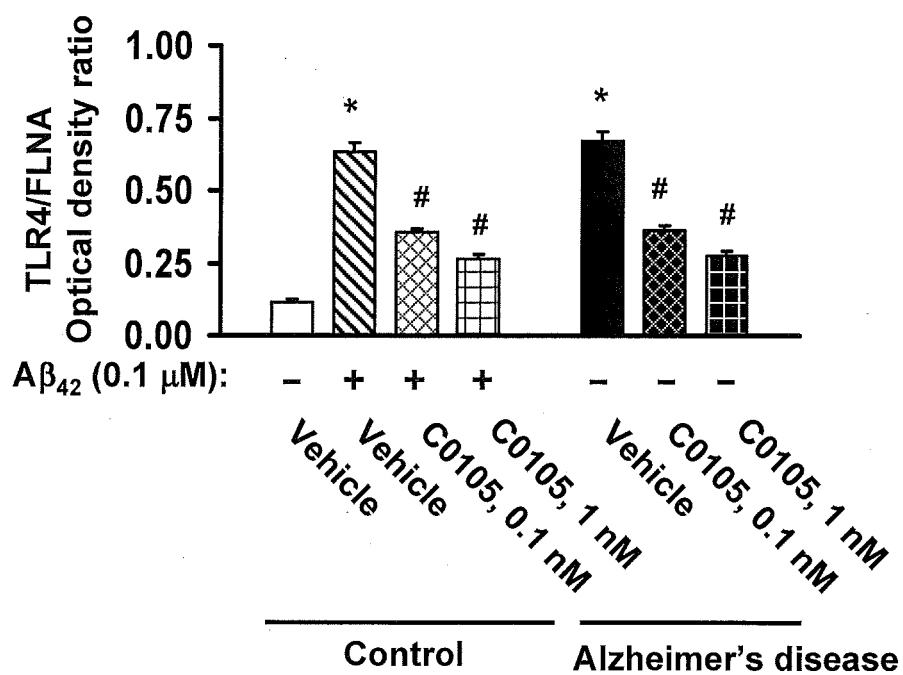 TLR4/FLNA
Optical density ratio
1.00
0.75
0.50
0.25
0.00
* # # * # #
Aβ₄₂ (0.1 μM): – + + + – – –
Vehicle
Vehicle
C0105, 0.1 nM
C0105, 1 nM
Vehicle
C0105, 0.1 nM
C0105, 1 nM
Control
Alzheimer's disease